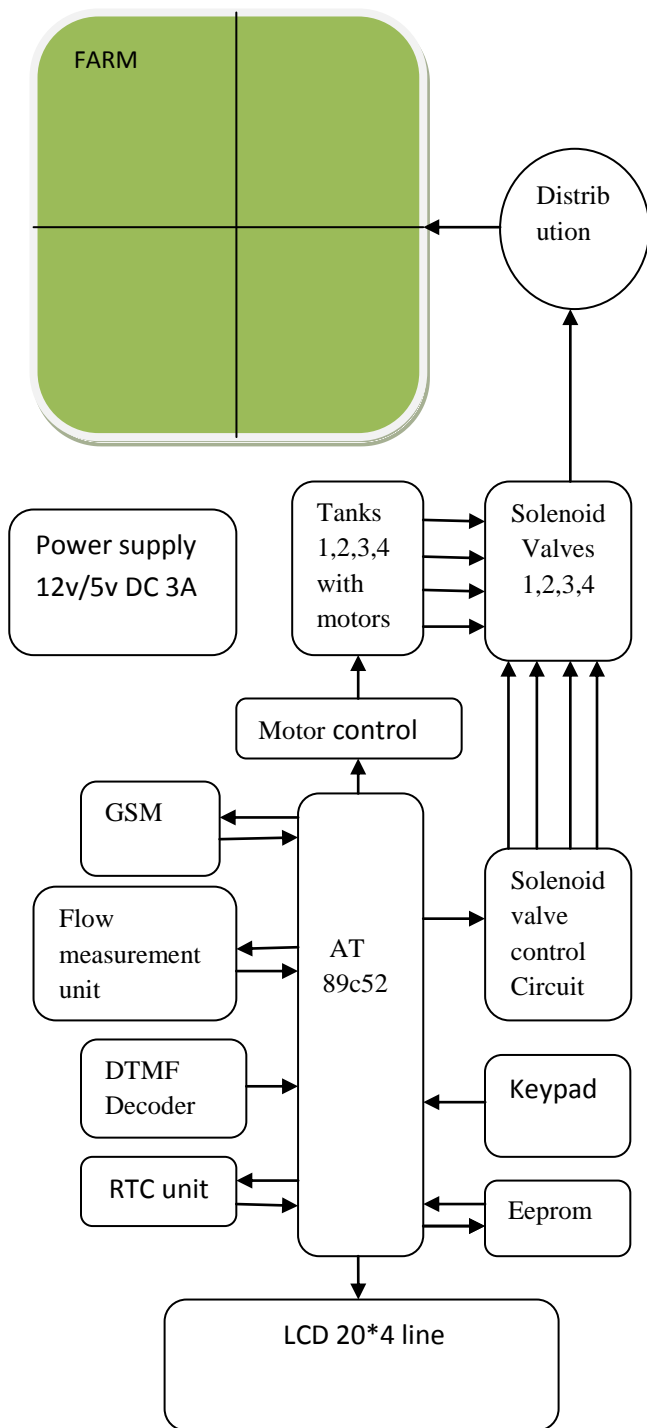 FARM
Distrib
ution
Tanks
1,2,3,4
with
motors
Solenoid
Valves
1,2,3,4
Power supply
12v/5v DC 3A
Motor control
GSM
Flow
measurement
unit
AT
89c52
Solenoid
valve
control
Circuit
DTMF
Decoder
Keypad
RTC unit
Eeprom
LCD 20*4 line